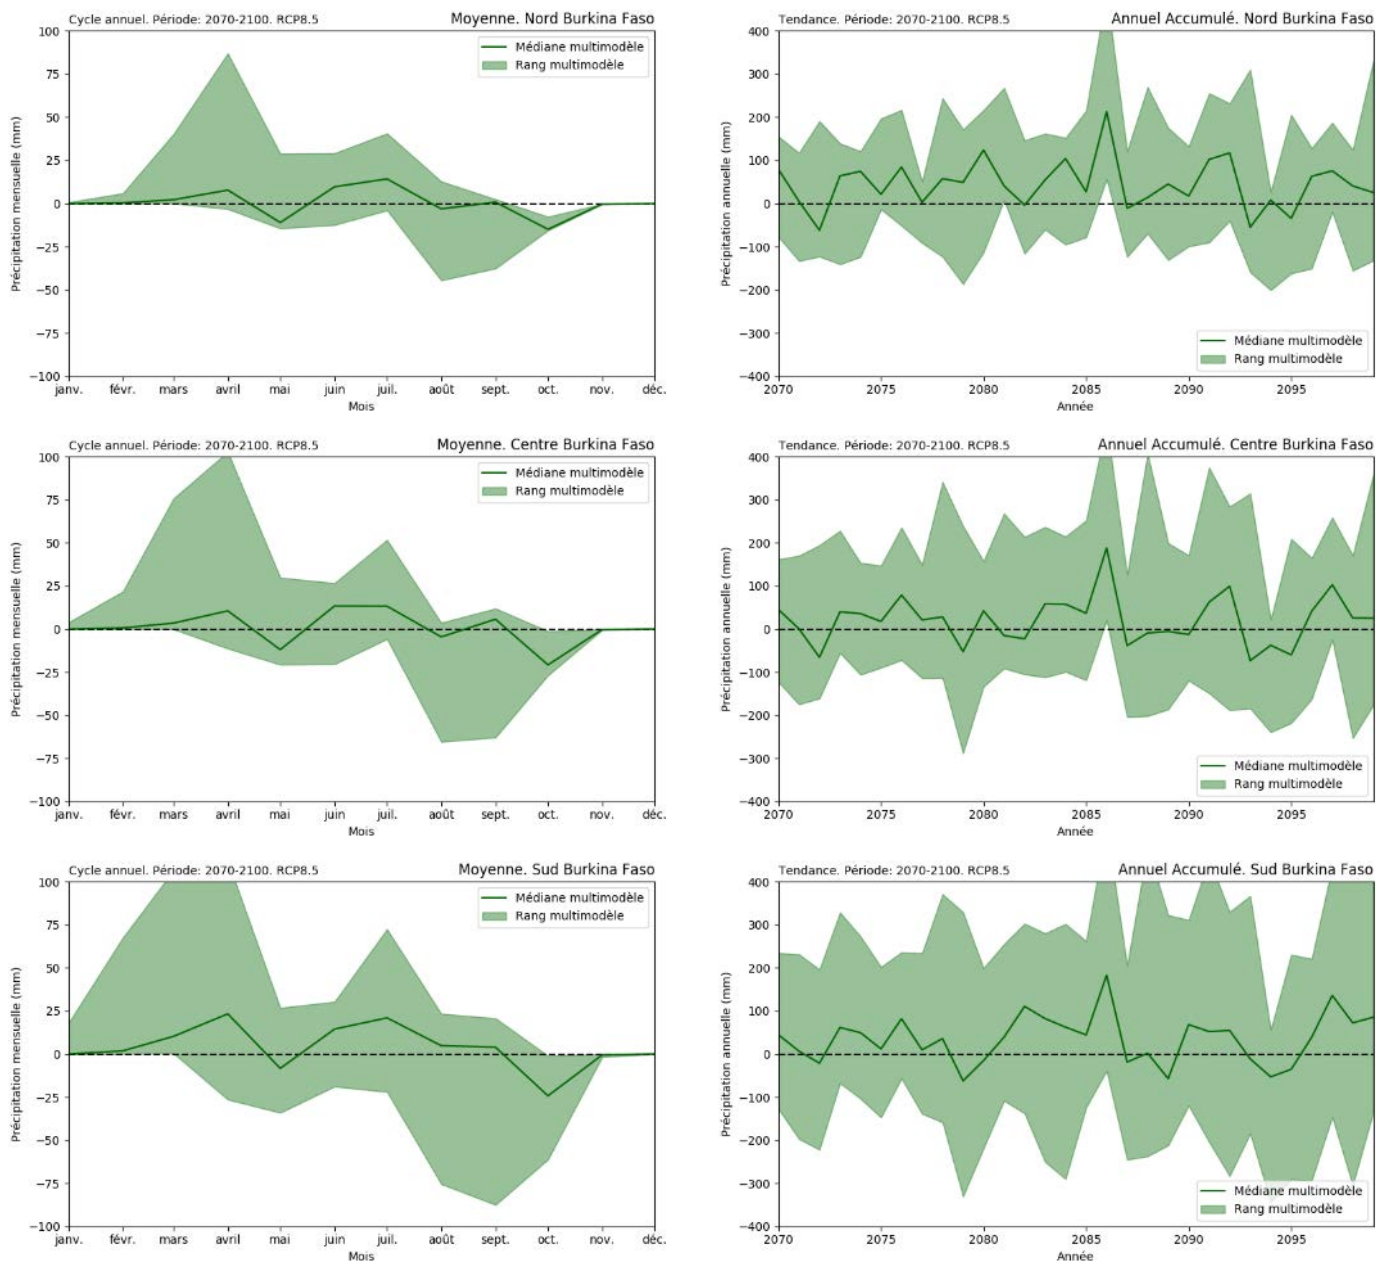 Cycle annuel. Période: 2070-2100. RCP8.5 Moyenne. Nord Burkina Faso
100
75
50
25
0
−25
−50
−75
−100
Précipitation mensuelle (mm)
Médiane multimodèle
Rang multimodèle
janv. févr. mars avril mai juin juil. août sept. oct. nov. déc.
Mois
Tendance. Période: 2070-2100. RCP8.5 Annuel Accumulé. Nord Burkina Faso
400
300
200
100
0
−100
−200
−300
−400
Précipitation annuelle (mm)
Médiane multimodèle
Rang multimodèle
2070 2075 2080 2085 2090 2095
Année
Cycle annuel. Période: 2070-2100. RCP8.5 Moyenne. Centre Burkina Faso
100
75
50
25
0
−25
−50
−75
−100
Précipitation mensuelle (mm)
Médiane multimodèle
Rang multimodèle
janv. févr. mars avril mai juin juil. août sept. oct. nov. déc.
Mois
Tendance. Période: 2070-2100. RCP8.5 Annuel Accumulé. Centre Burkina Faso
400
300
200
100
0
−100
−200
−300
−400
Précipitation annuelle (mm)
Médiane multimodèle
Rang multimodèle
2070 2075 2080 2085 2090 2095
Année
Cycle annuel. Période: 2070-2100. RCP8.5 Moyenne. Sud Burkina Faso
100
75
50
25
0
−25
−50
−75
−100
Précipitation mensuelle (mm)
Médiane multimodèle
Rang multimodèle
janv. févr. mars avril mai juin juil. août sept. oct. nov. déc.
Mois
Tendance. Période: 2070-2100. RCP8.5 Annuel Accumulé. Sud Burkina Faso
400
300
200
100
0
−100
−200
−300
−400
Précipitation annuelle (mm)
Médiane multimodèle
Rang multimodèle
2070 2075 2080 2085 2090 2095
Année